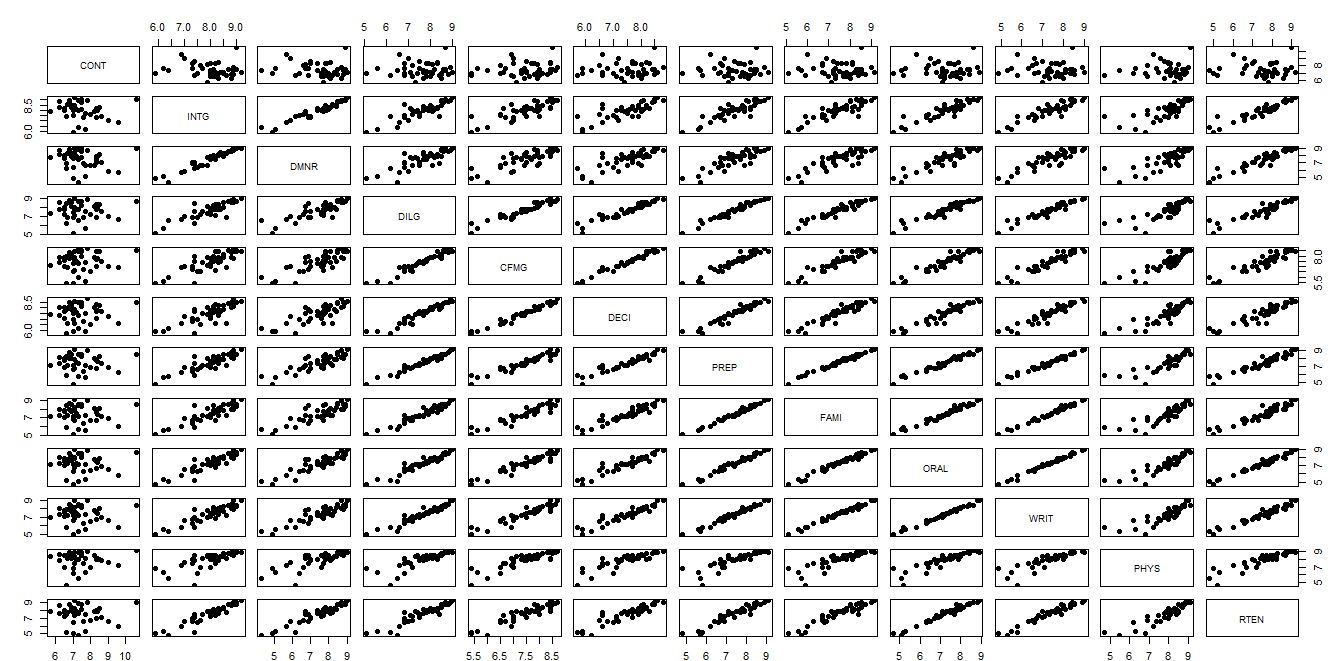 6.0 7.0 8.0 9.0 5 6 7 8 9 6.0 7.0 8.0 5 6 7 8 9 5 6 7 8 9 5 6 7 8 9
CONT 6 8
6.0 8.5 INTG
DMNR 5 7 9
5 7 9 DILG
CFMG 5.5 8.0
6.0 8.5 DECI
PREP 5 7 9
5 7 9 FAMI
ORAL 5 7 9
5 7 9 WRIT
PHYS 5 7 9
5 7 9 RTEN
6 7 8 9 10 5 6 7 8 9 5.5 6.5 7.5 8.5 5 6 7 8 9 5 6 7 8 9 5 6 7 8 9